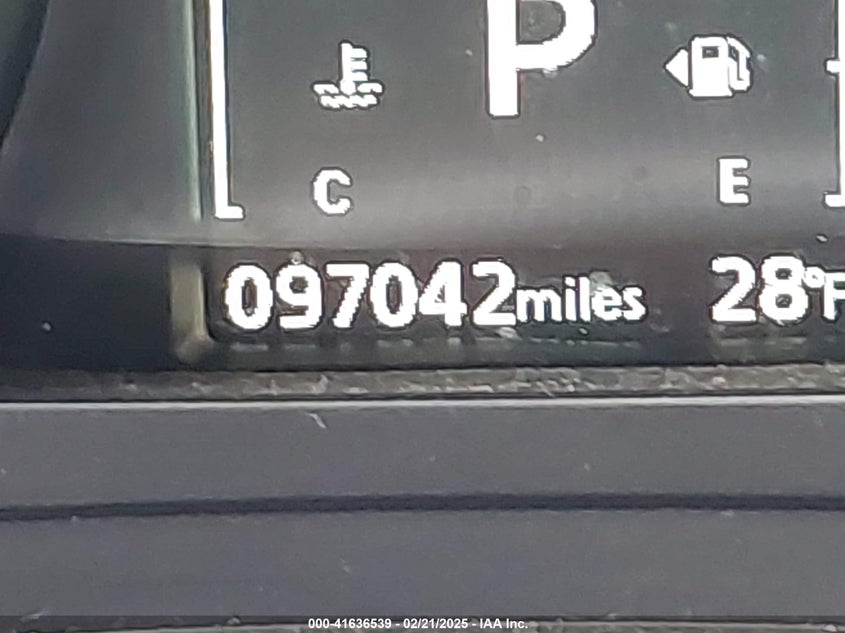 P
C E
097042miles 28°F
000-41636539 - 02/21/2025 - IAA Inc.